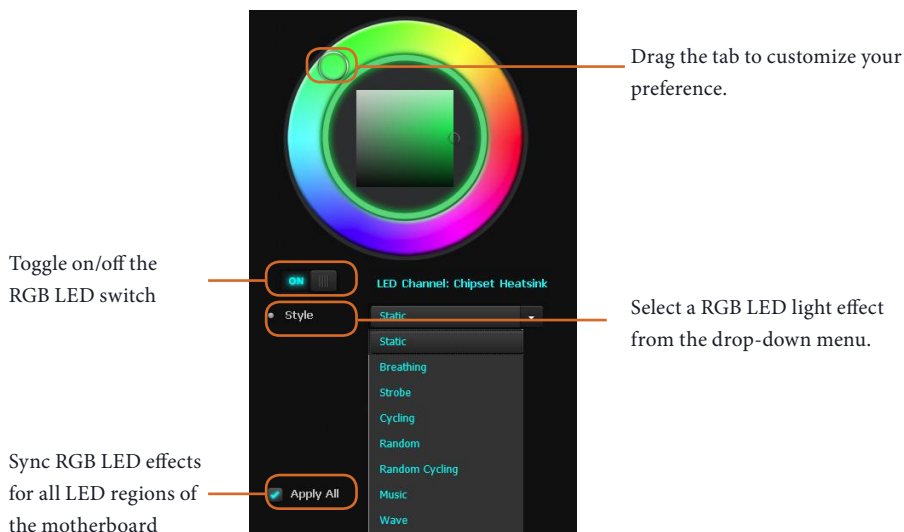 Drag the tab to customize your
preference.
Toggle on/off the
RGB LED switch
ON
LED Channel: Chipset Heatsink
Style
Static
Select a RGB LED light effect
from the drop-down menu.
Static
Breathing
Strobe
Cycling
Random
Random Cycling
Music
Wave
Sync RGB LED effects
for all LED regions of
the motherboard
Apply All